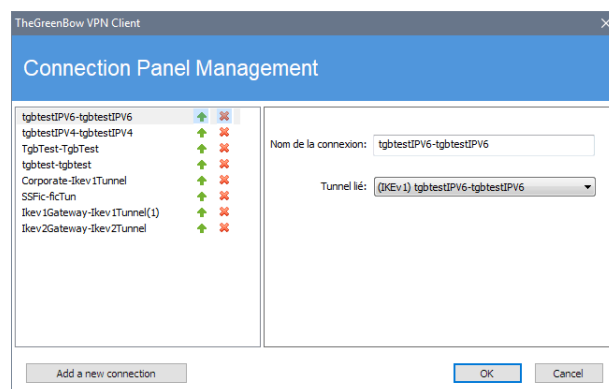 TheGreenBow VPN Client
Connection Panel Management
tgbtestIPV6-tgbtestIPV6
tgbtestIPV4-tgbtestIPV4
TgbTest-TgbTest
tgbtest-tgbtest
Corporate-Ikev1Tunnel
SSFic-ficTun
Ikev1Gateway-Ikev1Tunnel(1)
Ikev2Gateway-Ikev2Tunnel
Nom de la connexion: tgbtestIPV6-tgbtestIPV6
Tunnel lié: (IKEv1) tgbtestIPV6-tgbtestIPV6
Add a new connection
OK
Cancel